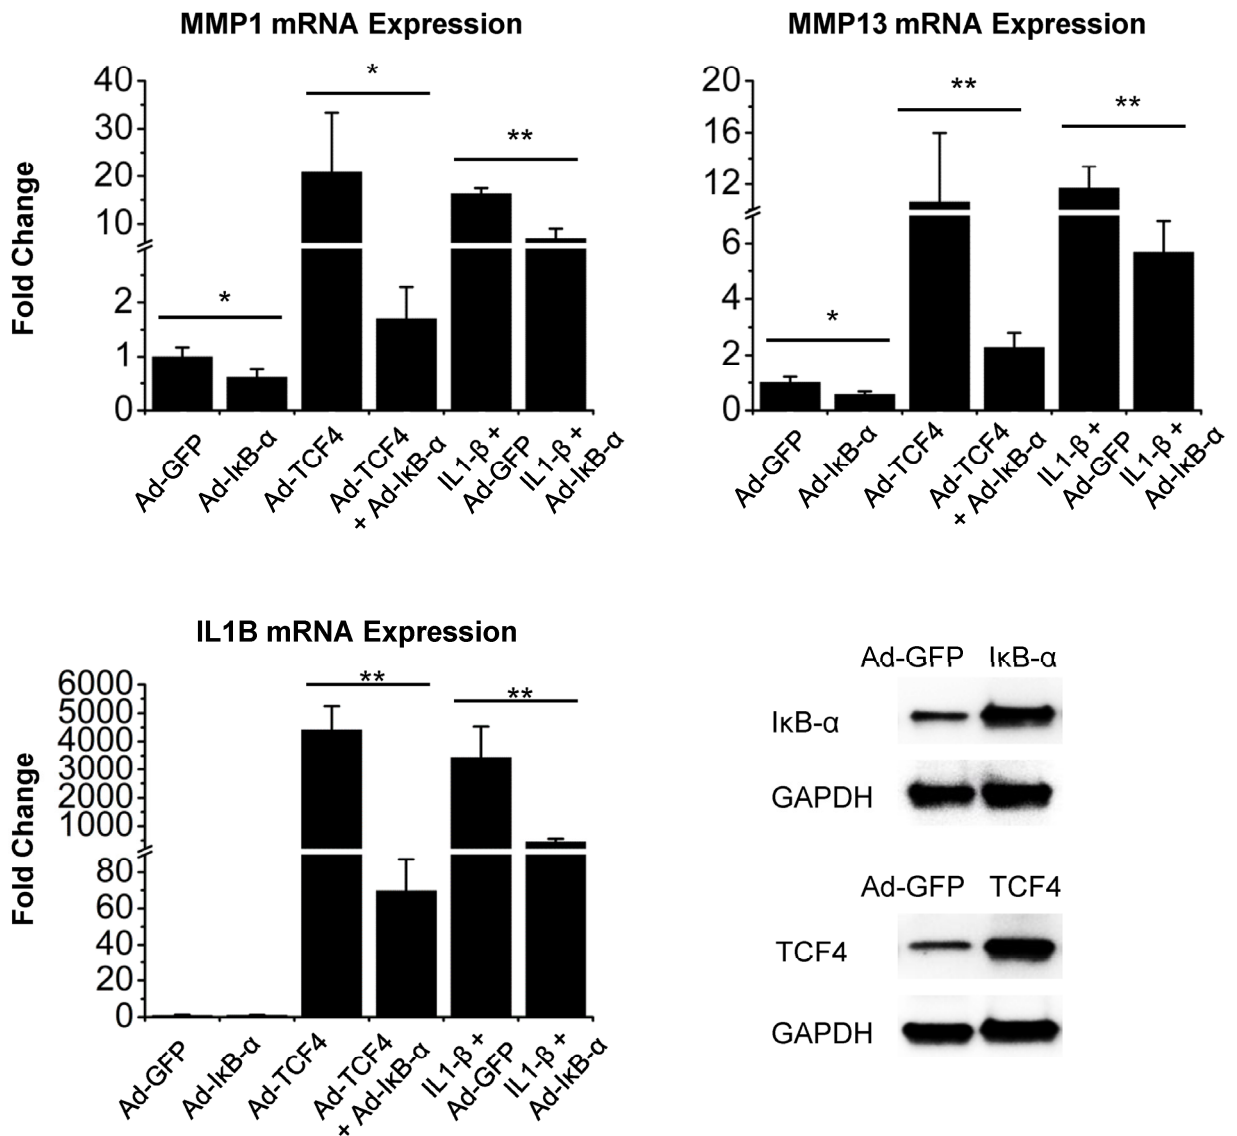 MMP1 mRNA Expression
Fold Change
40
30
20
10
2
1
0
*
*
**
Ad-GFP
Ad-IκB-α
Ad-TCF4
Ad-TCF4
+ Ad-IκB-α
IL1-β +
Ad-GFP
IL1-β +
Ad-IκB-α
MMP13 mRNA Expression
20
16
12
6
4
2
0
*
**
**
Ad-GFP
Ad-IκB-α
Ad-TCF4
Ad-TCF4
+ Ad-IκB-α
IL1-β +
Ad-GFP
IL1-β +
Ad-IκB-α
IL1B mRNA Expression
Fold Change
6000
5000
4000
3000
2000
1000
80
60
40
20
0
**
**
Ad-GFP
Ad-IκB-α
Ad-TCF4
Ad-TCF4
+ Ad-IκB-α
IL1-β +
Ad-GFP
IL1-β +
Ad-IκB-α
Ad-GFP IκB-α
IκB-α
GAPDH
Ad-GFP TCF4
TCF4
GAPDH